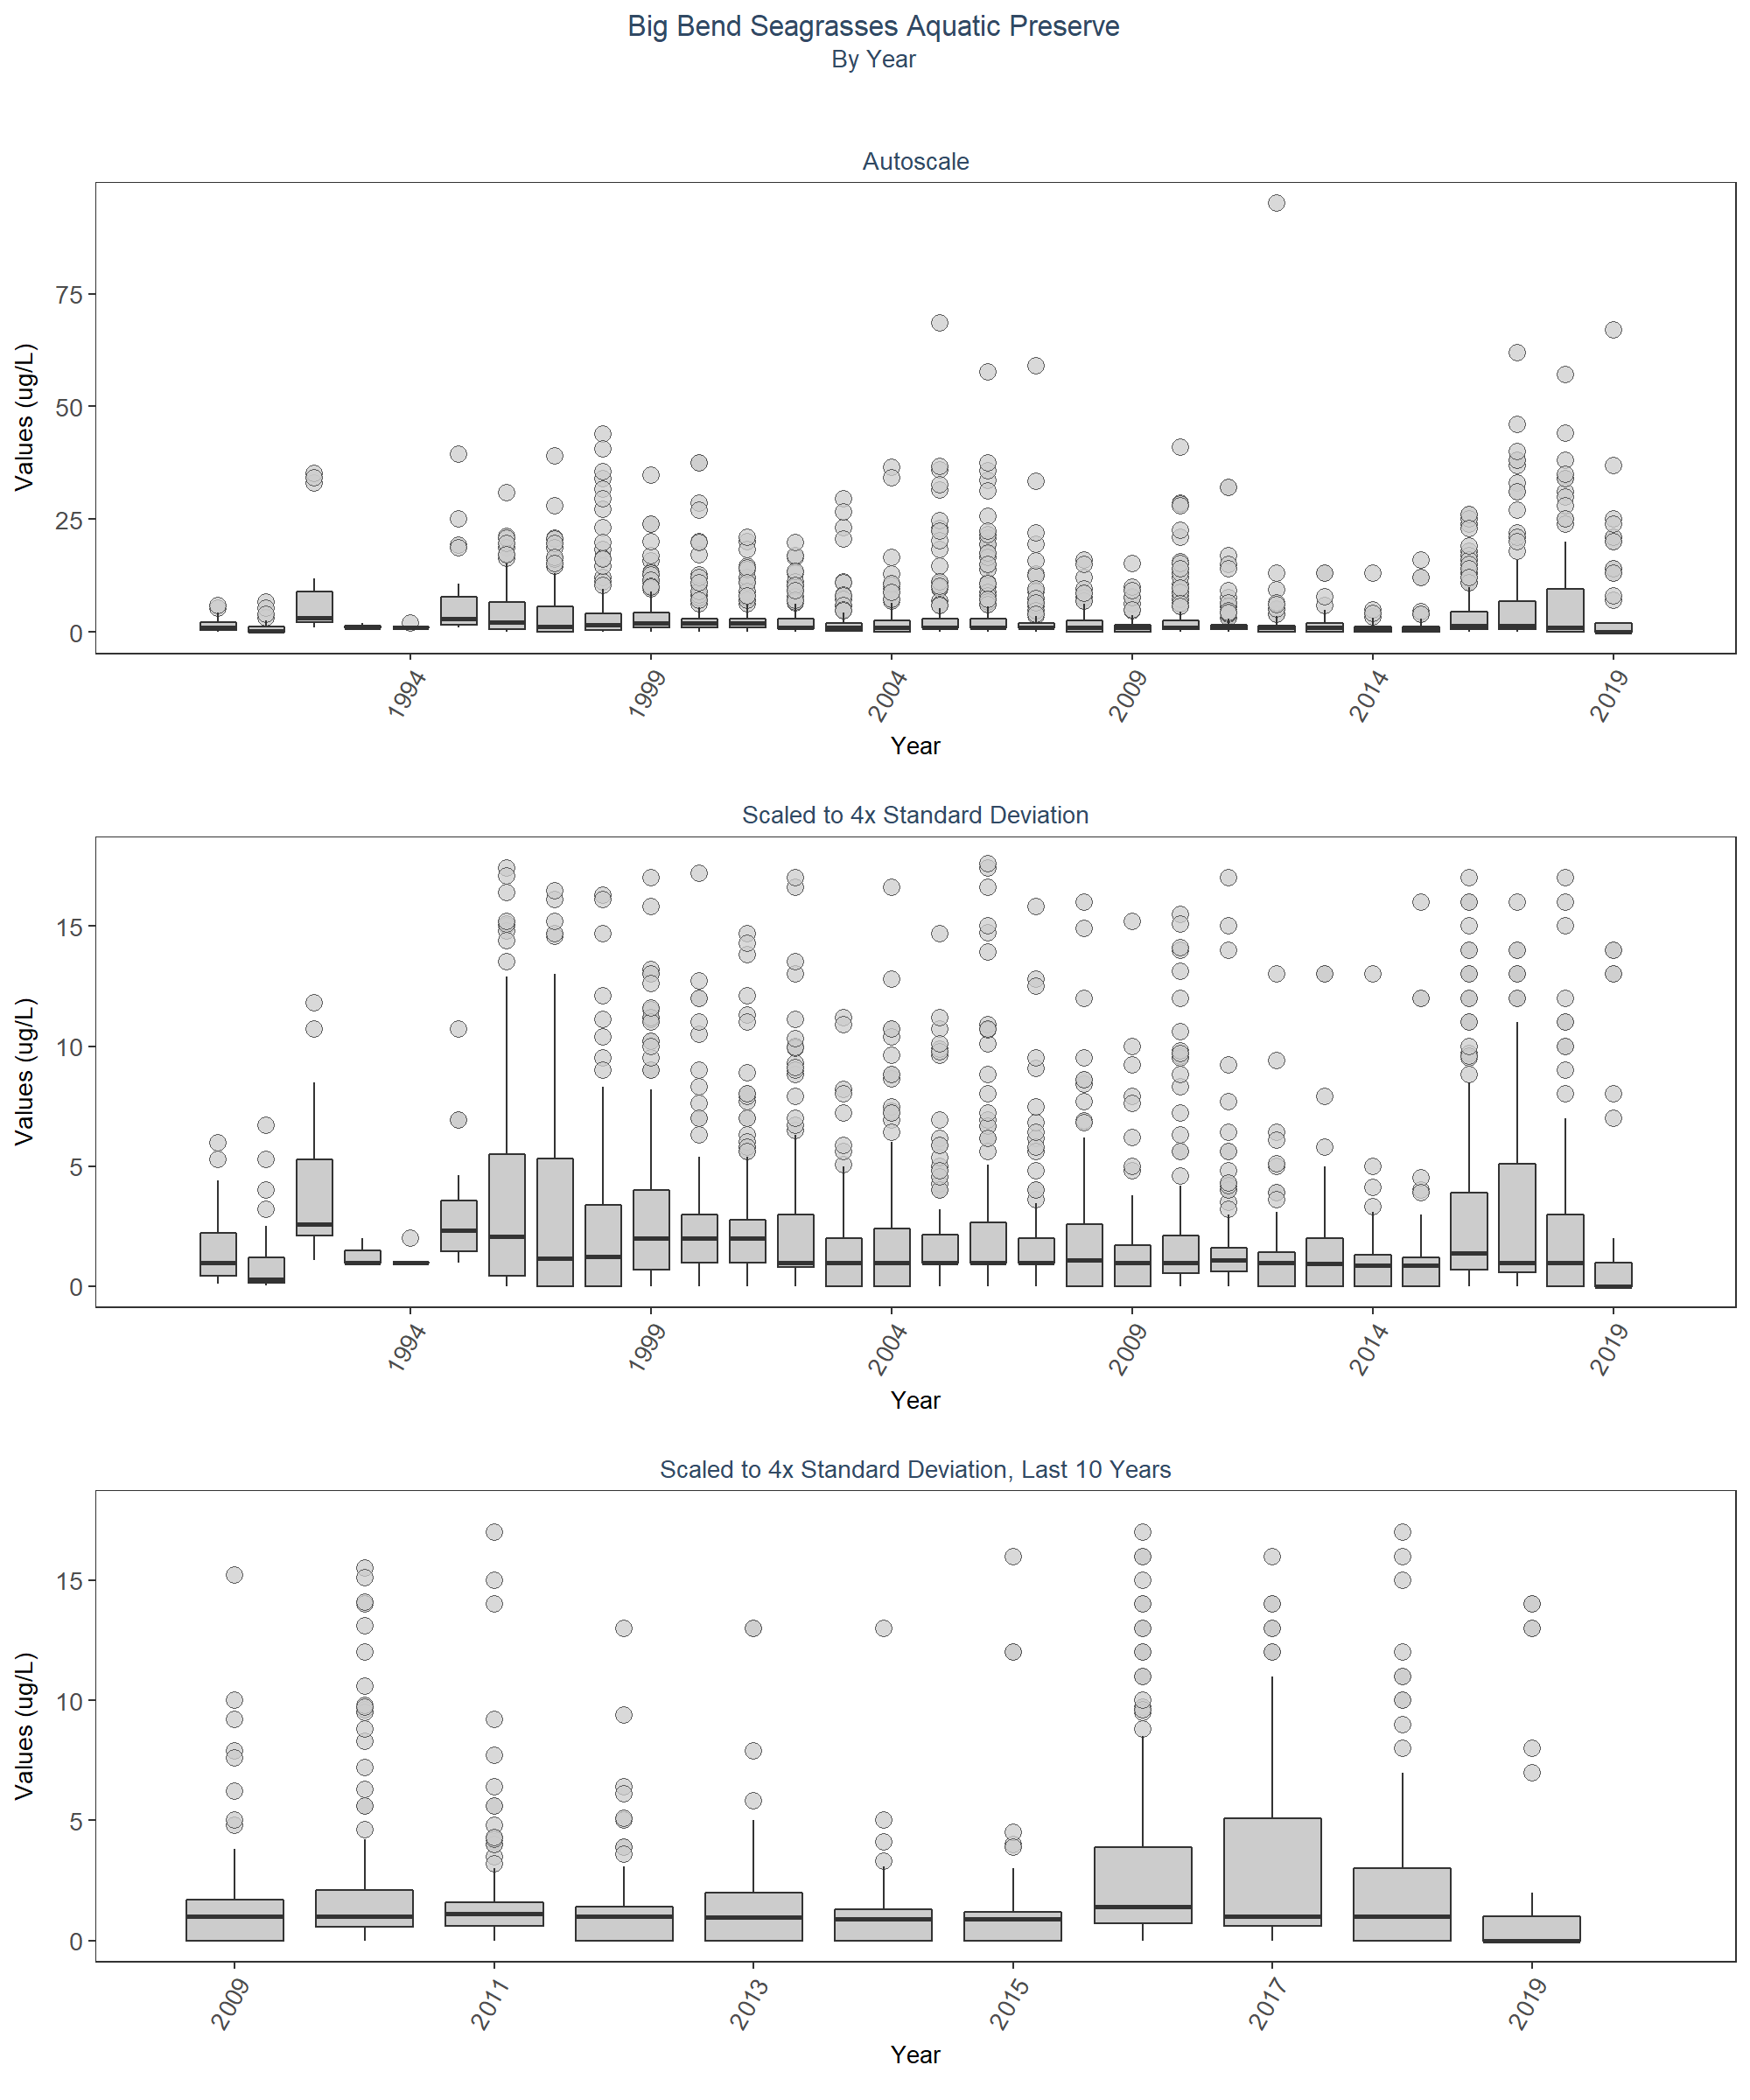 Big Bend Seagrasses Aquatic Preserve
By Year
Autoscale
Values (ug/L)
75
50
25
0
1994
1999
2004
2009
2014
2019
Year
Scaled to 4x Standard Deviation
Values (ug/L)
15
10
5
0
1994
1999
2004
2009
2014
2019
Year
Scaled to 4x Standard Deviation, Last 10 Years
Values (ug/L)
15
10
5
0
2009
2011
2013
2015
2017
2019
Year